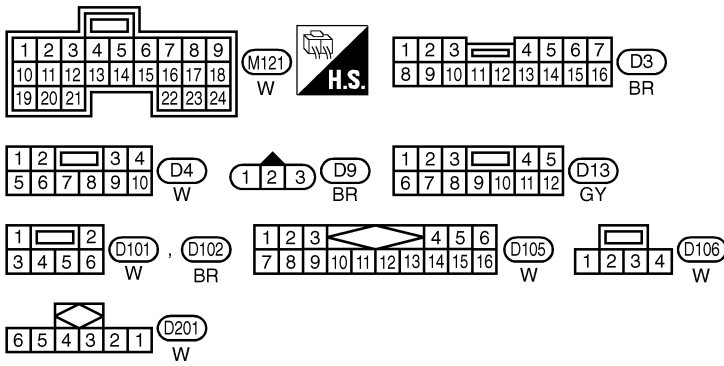 1 2 3 4 5 6 7 8 9
10 11 12 13 14 15 16 17 18
19 20 21 22 23 24
M121
W
H.S.
1 2 3 4 5 6 7
8 9 10 11 12 13 14 15 16
D3
BR
1 2 3 4
5 6 7 8 9 10
D4
W
1 2 3
D9
BR
1 2 3 4 5
6 7 8 9 10 11 12
D13
GY
1 2
3 4 5 6
D101
W
,
D102
BR
1 2 3 4 5 6
7 8 9 10 11 12 13 14 15 16
D105
W
1 2 3 4
D106
W
6 5 4 3 2 1
D201
W